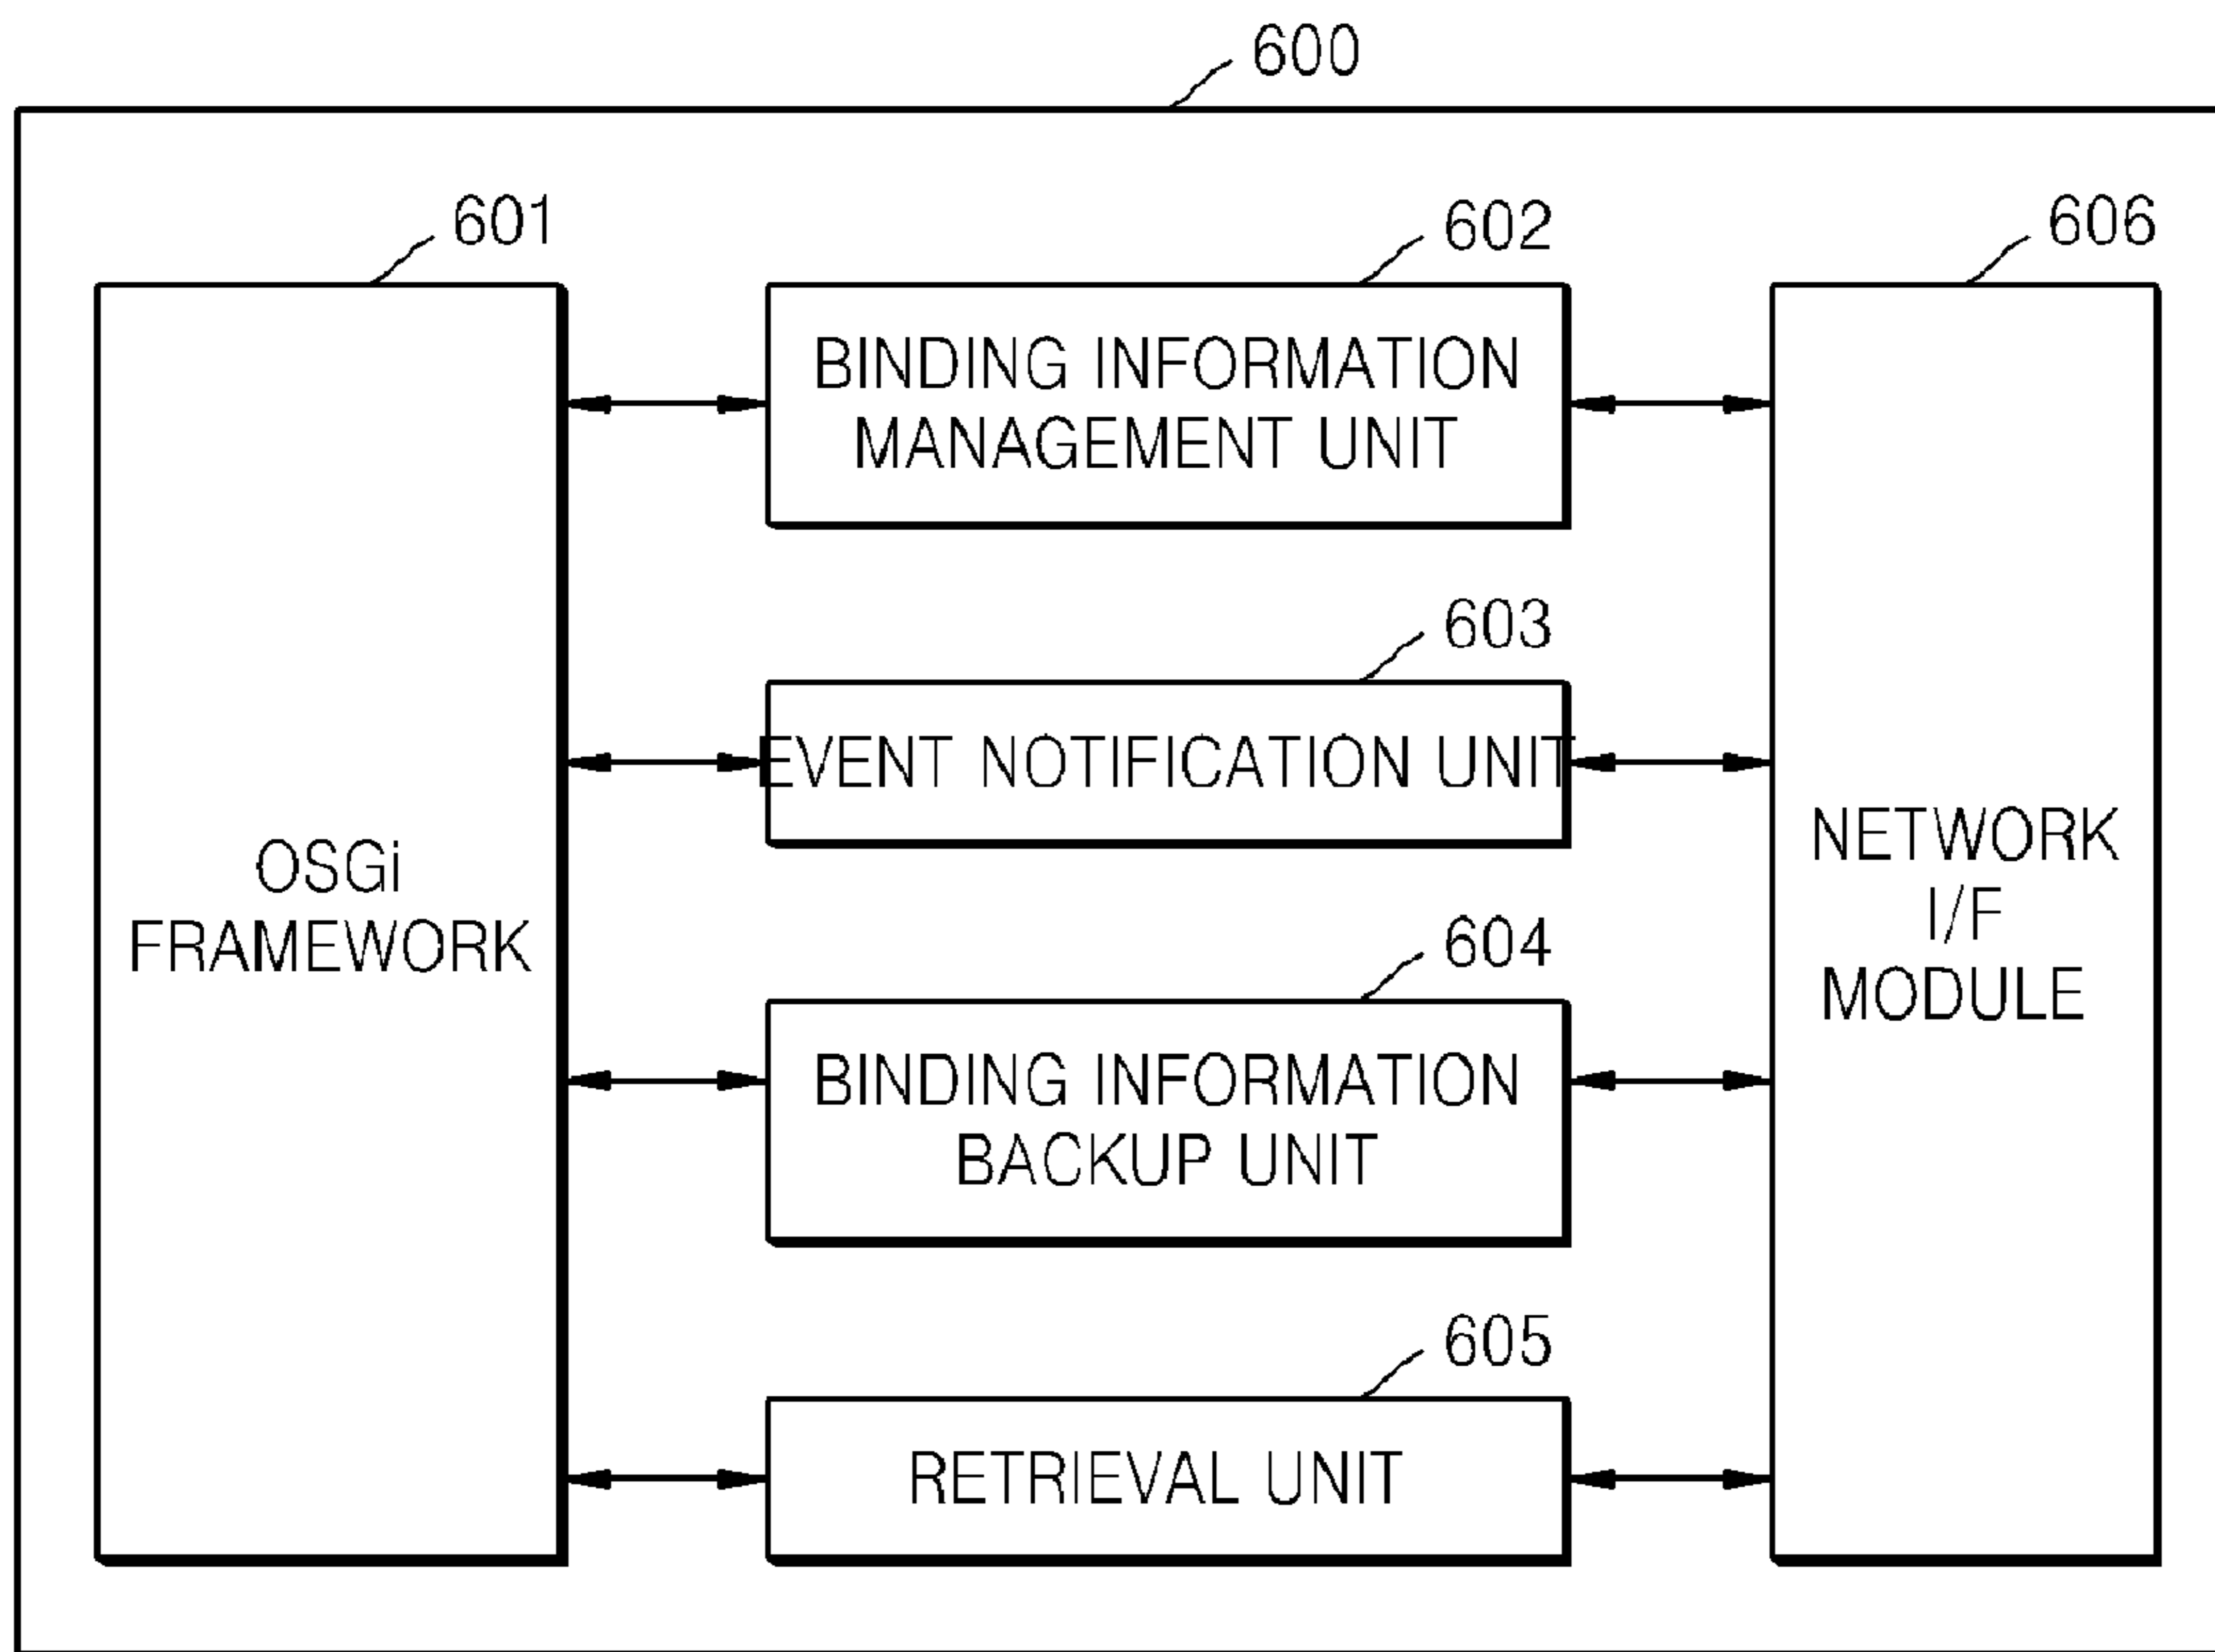 600
601
602
606
BINDING INFORMATION
MANAGEMENT UNIT
603
EVENT NOTIFICATION UNIT
OSGi
FRAMEWORK
NETWORK
I/F
MODULE
604
BINDING INFORMATION
BACKUP UNIT
605
RETRIEVAL UNIT